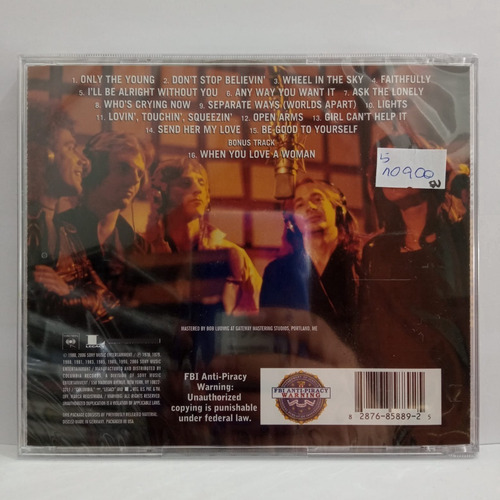 1 ONLY THE YOUNG 2 DON'T STOP BELIEVIN' 3 WHEEL IN THE SKY 4 FAITHFULLY
5 I'LL BE ALRIGHT WITHOUT YOU 6 ANY WAY YOU WANT IT 7 ASK THE LONELY
8 WHO'S CRYING NOW 9 SEPARATE WAYS (WORLDS APART) 10 LIGHTS
11 LOVIN', TOUCHIN', SQUEEZIN' 12 OPEN ARMS 13 GIRL CAN'T HELP IT
14 SEND HER MY LOVE 15 BE GOOD TO YOURSELF
BONUS TRACK
16 WHEN YOU LOVE A WOMAN
5
10900
MASTERED BY BOB LUDWIG AT GATEWAY MASTERING STUDIOS, PORTLAND, ME
FBI Anti-Piracy
Warning:
Unauthorized
copying is punishable
under federal law.
FBI ANTI-PIRACY
WARNING
8 28768-5889-2 5